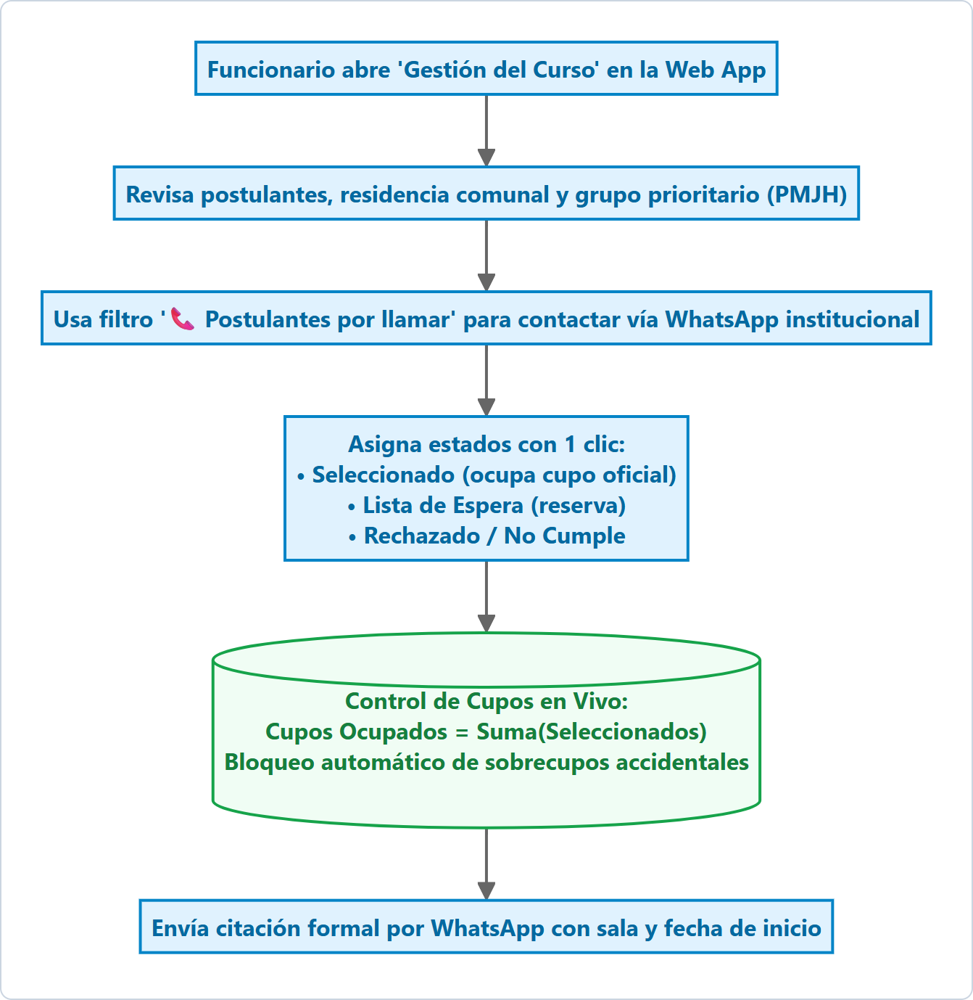 Funcionario abre 'Gestión del Curso' en la Web App
Revisa postulantes, residencia comunal y grupo prioritario (PMJH)
Usa filtro '📞 Postulantes por llamar' para contactar vía WhatsApp institucional
Asigna estados con 1 clic:
• Seleccionado (ocupa cupo oficial)
• Lista de Espera (reserva)
• Rechazado / No Cumple
Control de Cupos en Vivo:
Cupos Ocupados = Suma(Seleccionados)
Bloqueo automático de sobrecupos accidentales
Envía citación formal por WhatsApp con sala y fecha de inicio